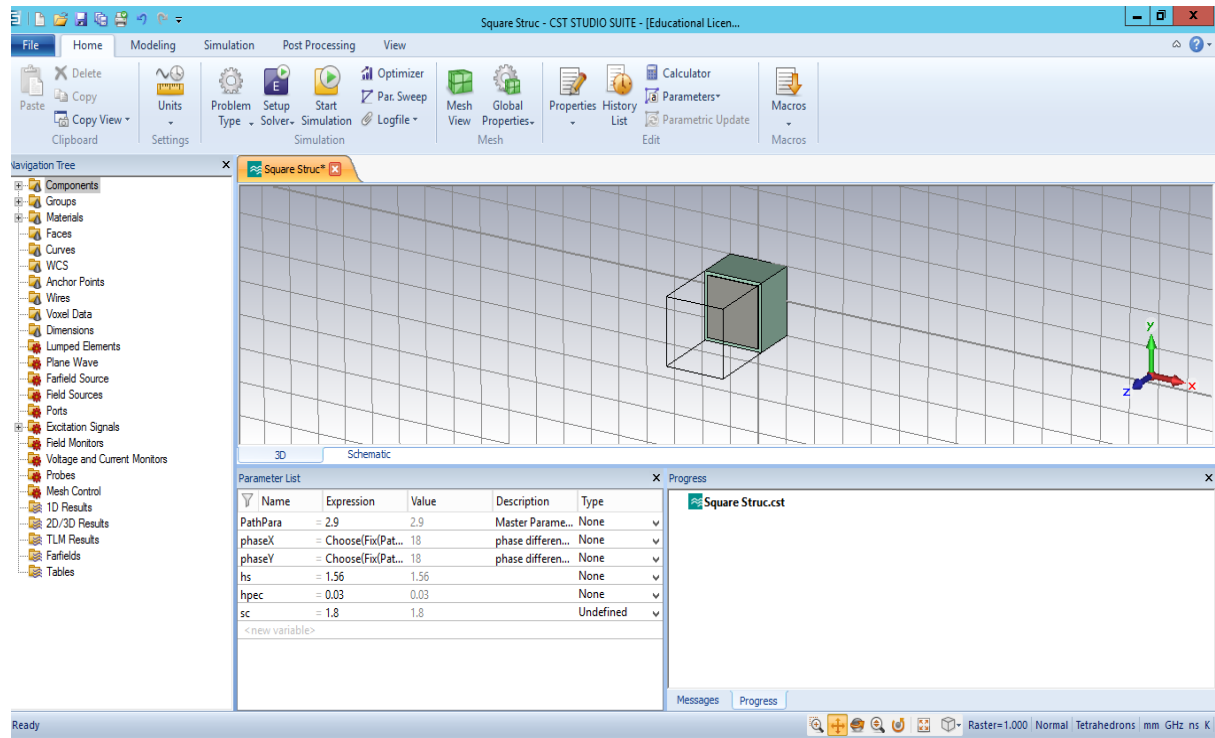 Square Struc - CST STUDIO SUITE - [Educational Licen...
File Home Modeling Simulation Post Processing View
Paste
Delete
Copy
Copy View
Clipboard
Units
Settings
Problem Type
Setup Solver
Start Simulation
Optimizer
Par. Sweep
Logfile
Simulation
Mesh View
Global Properties
Mesh
Properties
History List
Calculator
Parameters
Parametric Update
Edit
Macros
Macros
Navigation Tree
Components
Groups
Materials
Faces
Curves
WCS
Anchor Points
Wires
Voxel Data
Dimensions
Lumped Elements
Plane Wave
Farfield Source
Field Sources
Ports
Excitation Signals
Field Monitors
Voltage and Current Monitors
Probes
Mesh Control
1D Results
2D/3D Results
TLM Results
Farfields
Tables
Square Struc*
y
x
z
3D Schematic
Parameter List
Name Expression Value Description Type
PathPara = 2.9 2.9 Master Parame... None
phaseX = Choose(Fix(Pat... 18 phase differen... None
phaseY = Choose(Fix(Pat... 18 phase differen... None
hs = 1.56 1.56 None
hpec = 0.03 0.03 None
sc = 1.8 1.8 Undefined
<new variable>
Progress
Square Struc.cst
Messages Progress
Ready
Raster=1.000 Normal Tetrahedrons mm GHz ns K